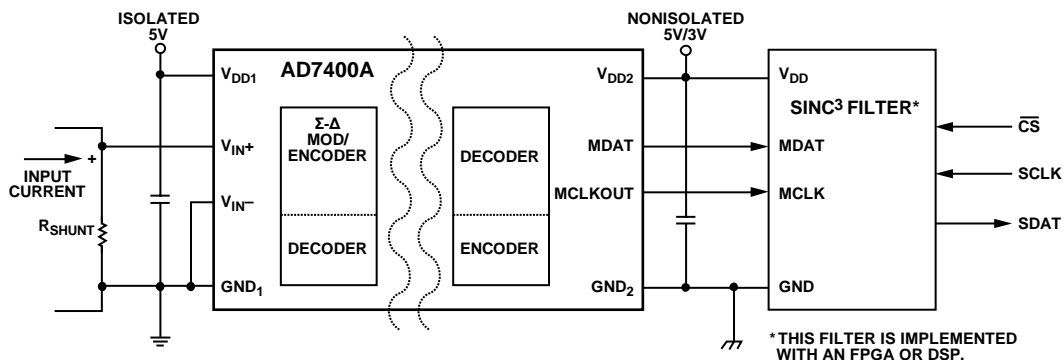 ISOLATED
5V
NONISOLATED
5V/3V
AD7400A
VDD1
VIN+
VIN–
GND1
INPUT
CURRENT
+
RSHUNT
Σ-Δ
MOD/
ENCODER
DECODER
DECODER
ENCODER
VDD2
MDAT
MCLKOUT
GND2
VDD
SINC3 FILTER*
MDAT
MCLK
GND
CS
SCLK
SDAT
*THIS FILTER IS IMPLEMENTED
WITH AN FPGA OR DSP.